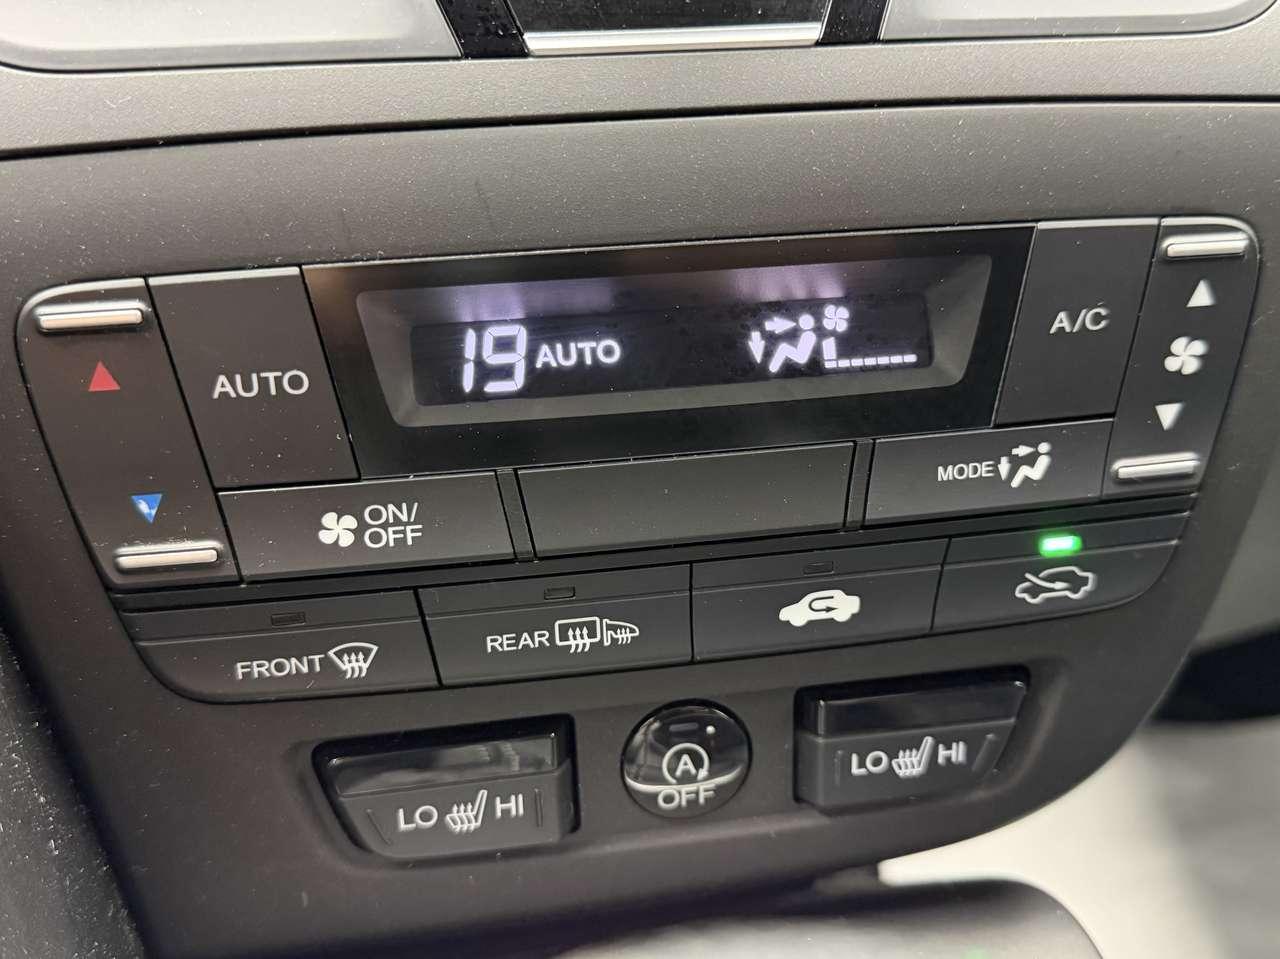 19 AUTO
AUTO
A/C
MODE
ON/
OFF
FRONT
REAR
LO HI
A
OFF
LO HI